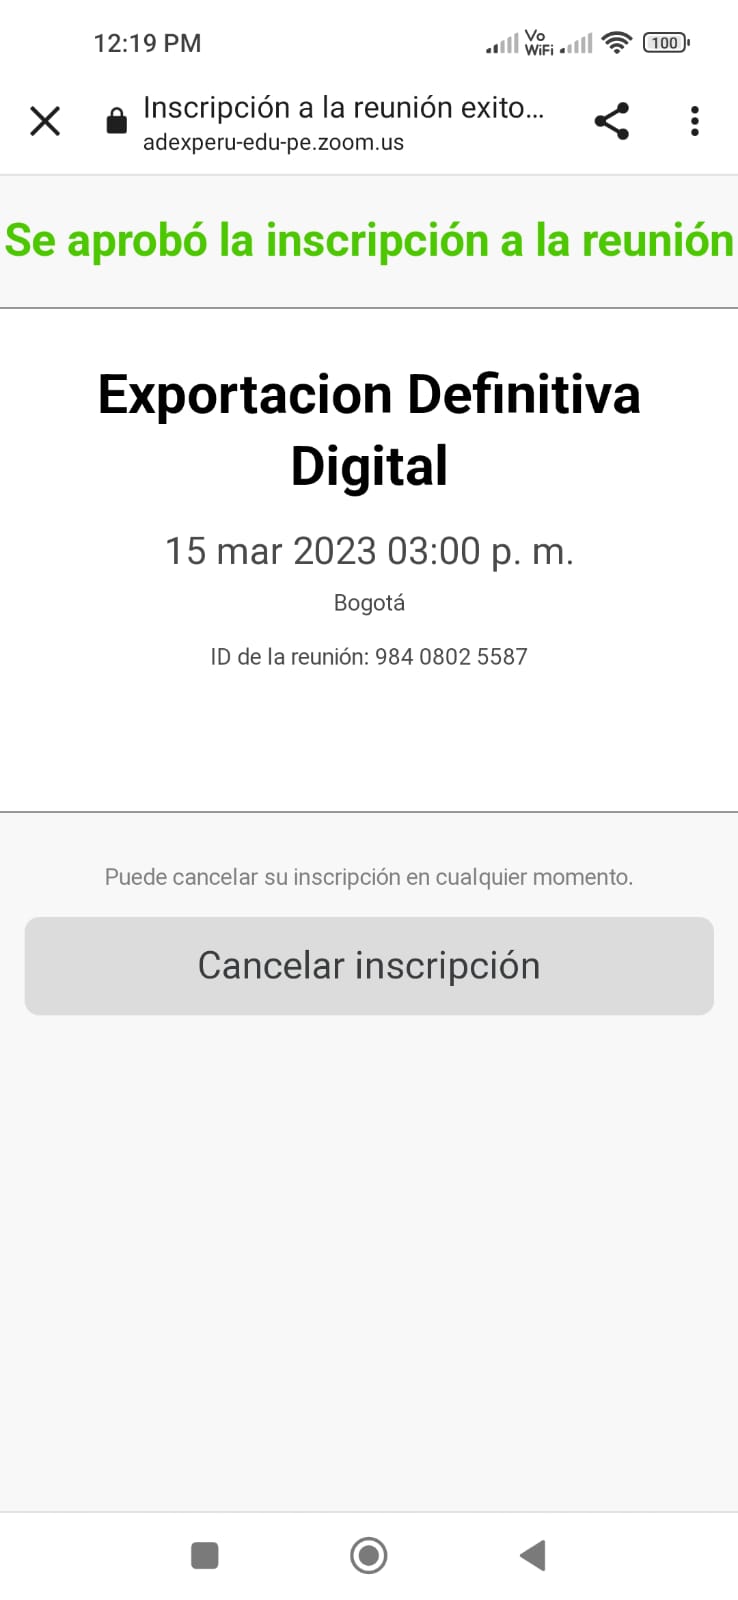 12:19 PM
Vo
WiFi
100
Inscripción a la reunión exito...
adexperu-edu-pe.zoom.us
Se aprobó la inscripción a la reunión
Exportacion Definitiva
Digital
15 mar 2023 03:00 p. m.
Bogotá
ID de la reunión: 984 0802 5587
Puede cancelar su inscripción en cualquier momento.
Cancelar inscripción